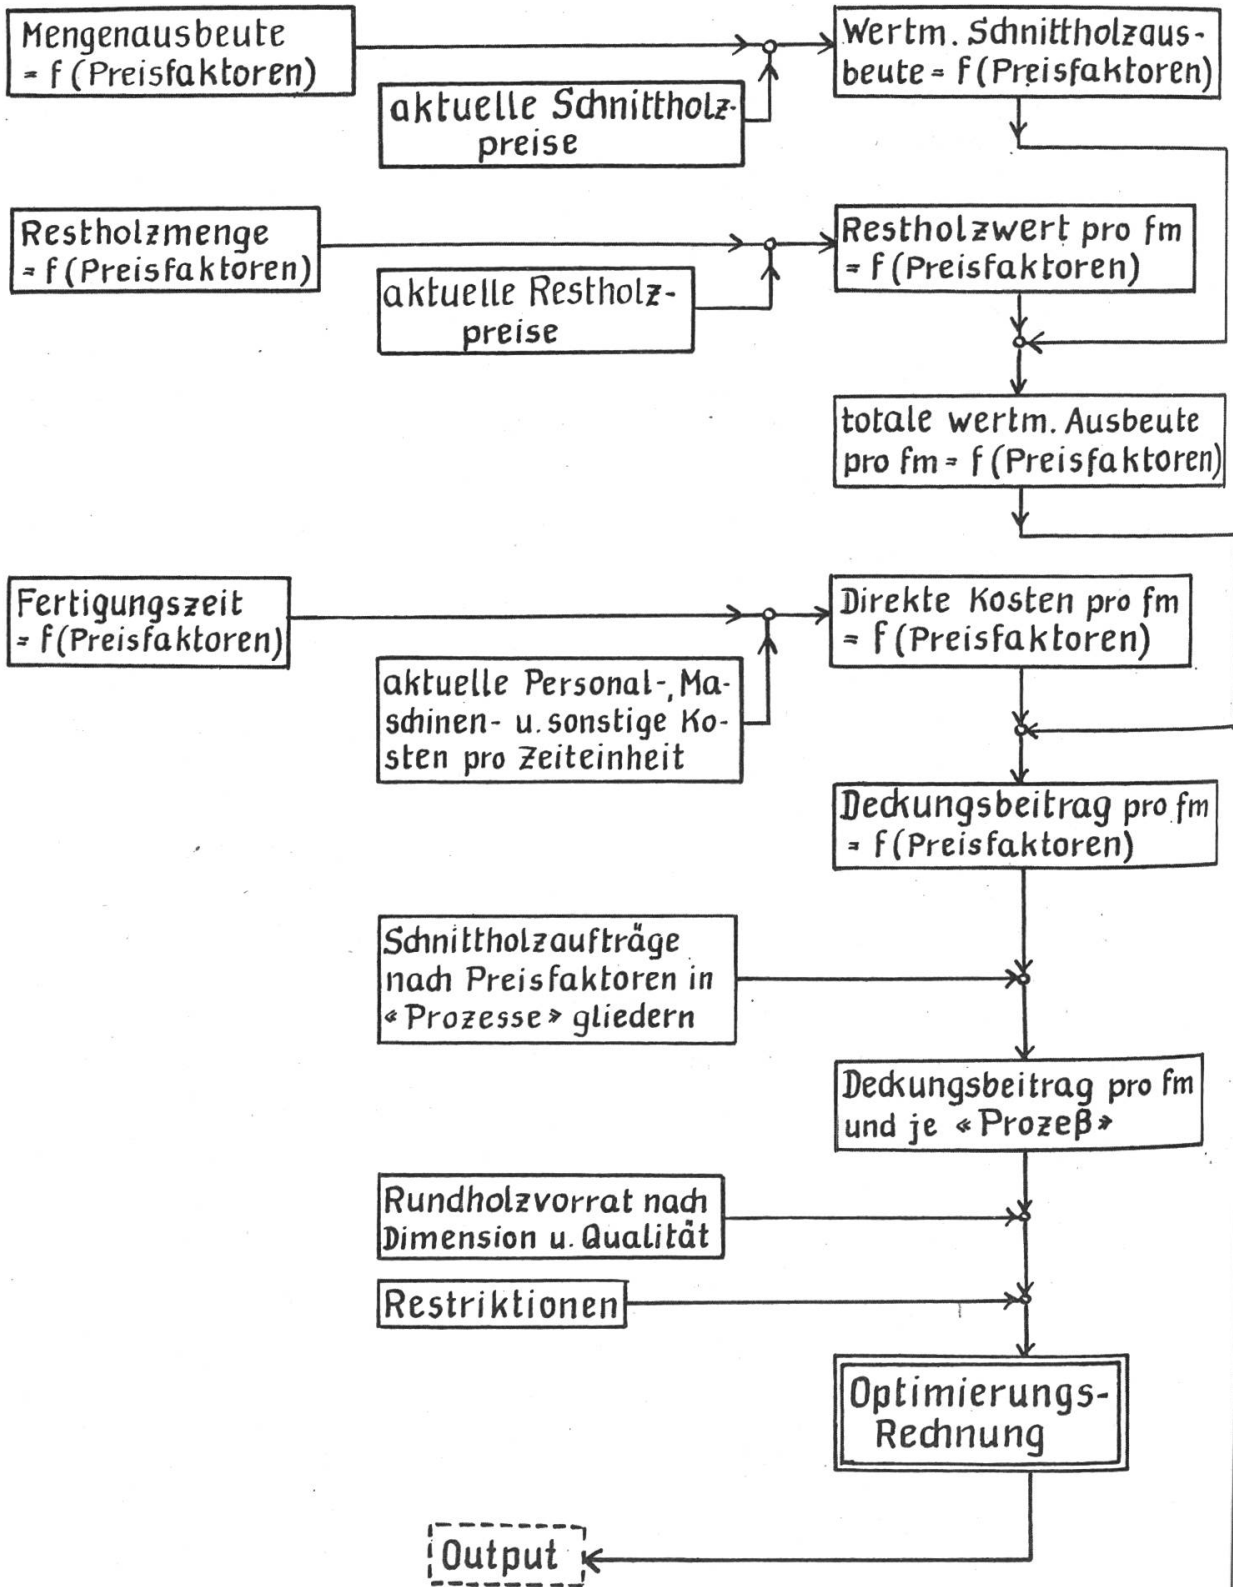 Mengenausbeute
= f (Preisfaktoren)
Wertm. Schnittholzaus-
beute = f (Preisfaktoren)
aktuelle Schnittholz-
preise
Restholzmenge
= f (Preisfaktoren)
Restholzwert pro fm
= f (Preisfaktoren)
aktuelle Restholz-
preise
totale wertm. Ausbeute
pro fm = f (Preisfaktoren)
Fertigungszeit
= f (Preisfaktoren)
Direkte Kosten pro fm
= f (Preisfaktoren)
aktuelle Personal-, Ma-
schinen- u. sonstige Ko-
sten pro Zeiteinheit
Deckungsbeitrag pro fm
= f (Preisfaktoren)
Schnittholzaufträge
nach Preisfaktoren in
«Prozesse» gliedern
Deckungsbeitrag pro fm
und je «Prozeß»
Rundholzvorrat nach
Dimension u. Qualität
Restriktionen
Optimierungs-
Rechnung
Output